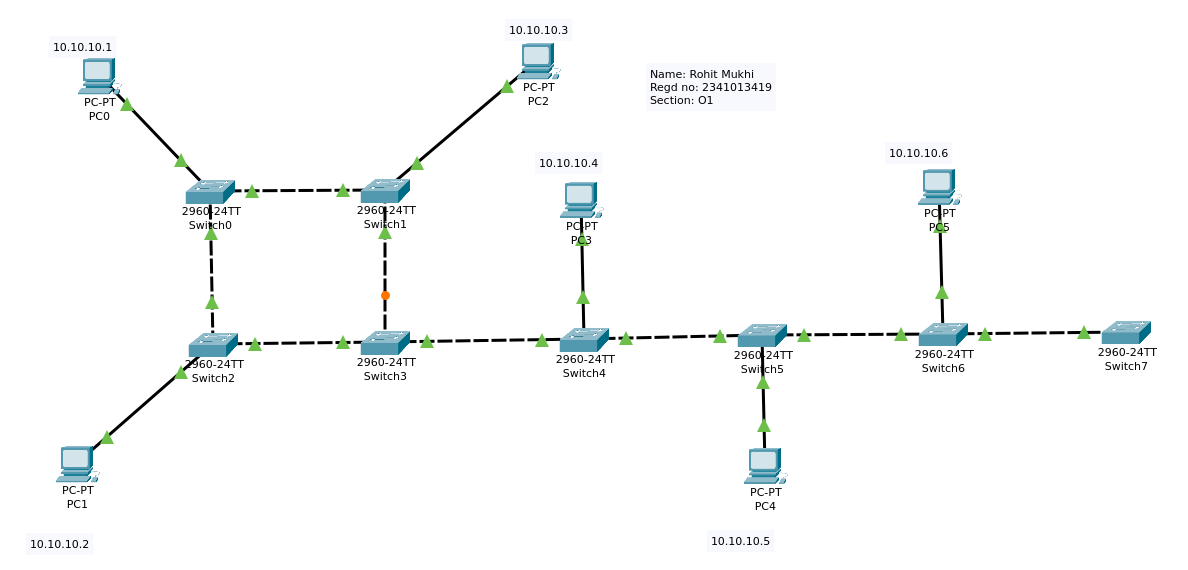 10.10.10.1
PC-PT
PC0
10.10.10.3
PC-PT
PC2
Name: Rohit Mukhi
Regd no: 2341013419
Section: O1
10.10.10.4
PC-PT
PC3
10.10.10.6
PC-PT
PC5
2960-24TT
Switch0
2960-24TT
Switch1
2960-24TT
Switch2
2960-24TT
Switch3
2960-24TT
Switch4
2960-24TT
Switch5
2960-24TT
Switch6
2960-24TT
Switch7
PC-PT
PC1
10.10.10.2
PC-PT
PC4
10.10.10.5